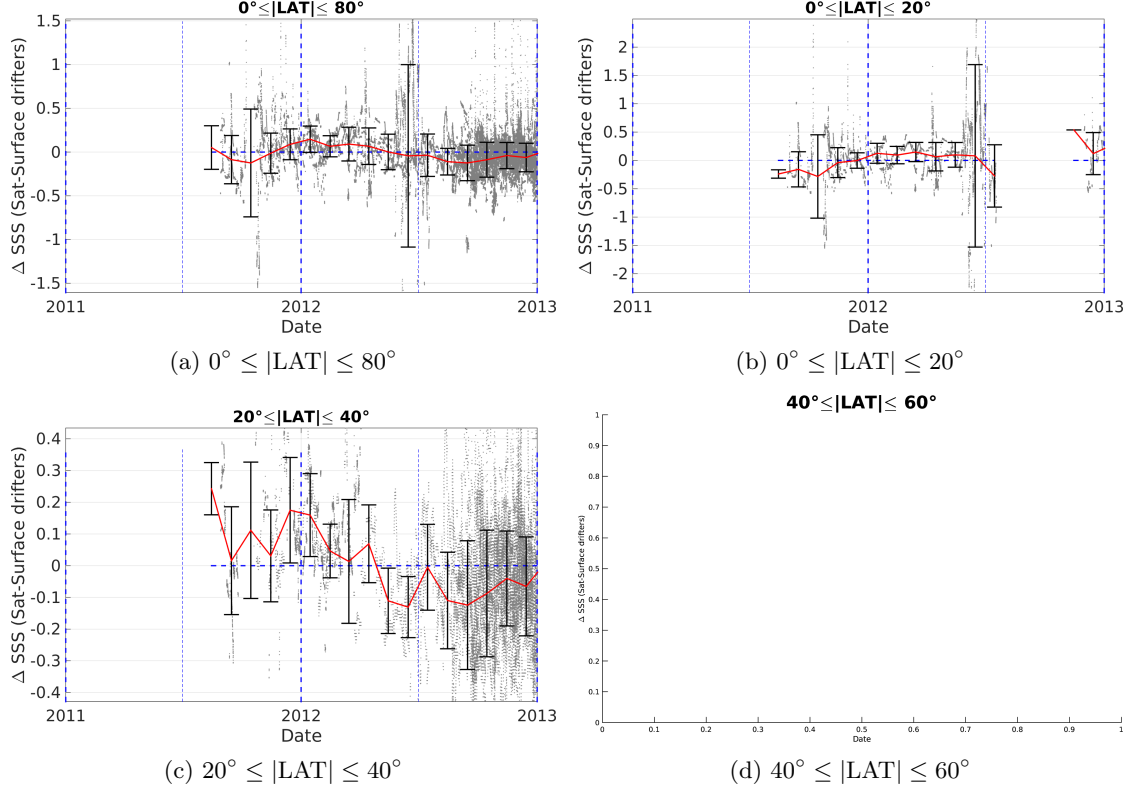 0°≤|LAT|≤ 80°
1.5
1
0.5
0
-0.5
-1
-1.5
Δ SSS (Sat-Surface drifters)
2011
2012
2013
Date
(a) 0° ≤ |LAT| ≤ 80°
0°≤|LAT|≤ 20°
2
1.5
1
0.5
0
-0.5
-1
-1.5
-2
Δ SSS (Sat-Surface drifters)
2011
2012
2013
Date
(b) 0° ≤ |LAT| ≤ 20°
20°≤|LAT|≤ 40°
0.4
0.3
0.2
0.1
0
-0.1
-0.2
-0.3
-0.4
Δ SSS (Sat-Surface drifters)
2011
2012
2013
Date
(c) 20° ≤ |LAT| ≤ 40°
40°≤|LAT|≤ 60°
1
0.9
0.8
0.7
0.6
0.5
0.4
0.3
0.2
0.1
0
Δ SSS (Sat-Surface drifters)
0 0.1 0.2 0.3 0.4 0.5 0.6 0.7 0.8 0.9 1
Date
(d) 40° ≤ |LAT| ≤ 60°